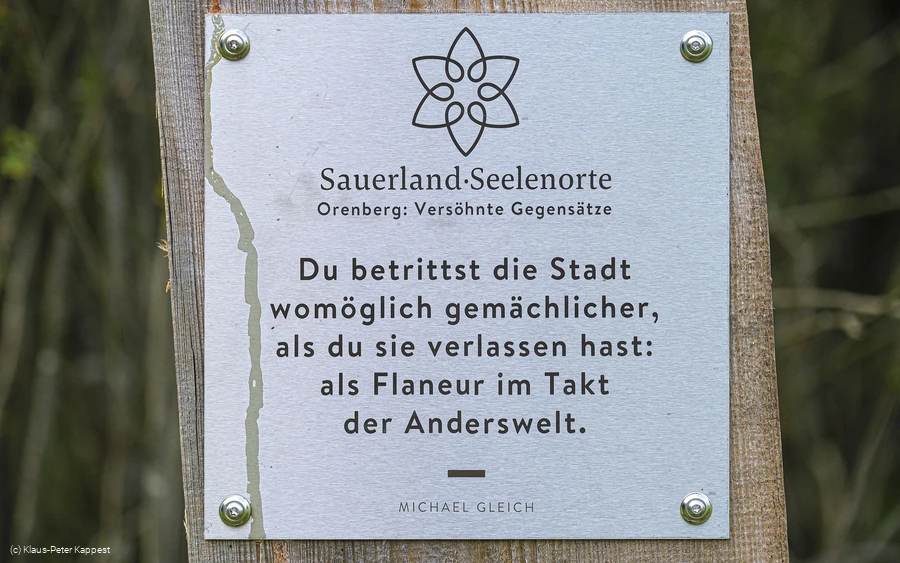 Sauerland·Seelenorte
Orenberg: Versöhnte Gegensätze
Du betrittst die Stadt
womöglich gemächlicher,
als du sie verlassen hast:
als Flaneur im Takt
der Anderswelt.
MICHAEL GLEICH
(c) Klaus-Peter Kappest